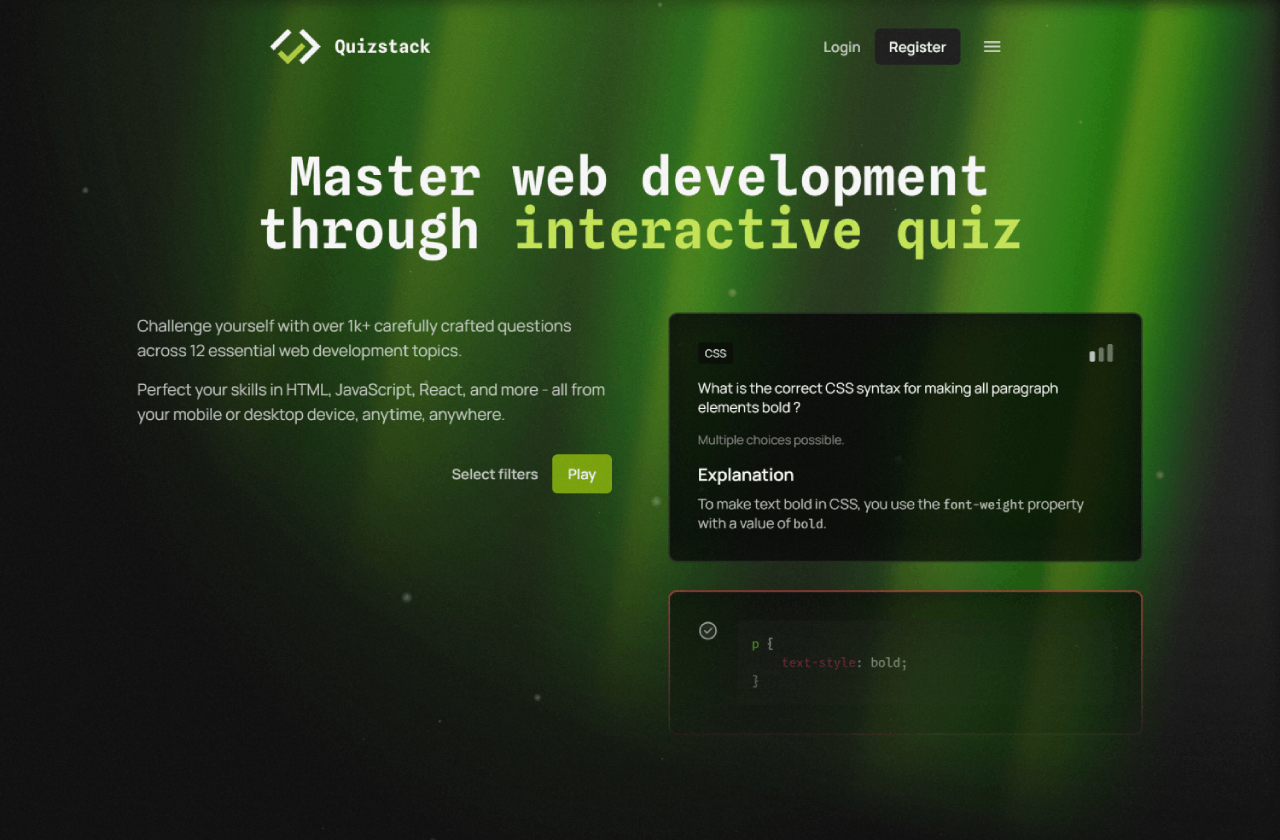 Quizstack
Login
Register
Master web development
through interactive quiz
Challenge yourself with over 1k+ carefully crafted questions
across 12 essential web development topics.
Perfect your skills in HTML, JavaScript, React, and more - all from
your mobile or desktop device, anytime, anywhere.
Select filters
Play
CSS
What is the correct CSS syntax for making all paragraph
elements bold ?
Multiple choices possible.
Explanation
To make text bold in CSS, you use the font-weight property
with a value of bold.
p {
text-style: bold;
}